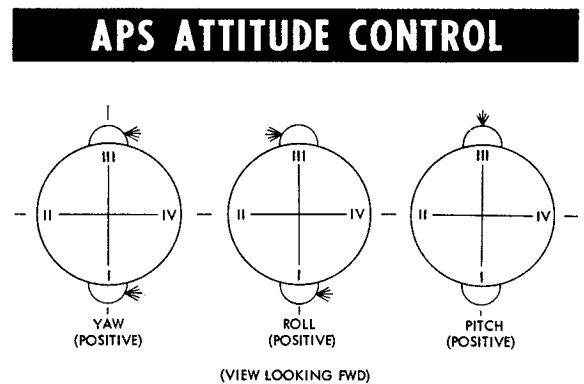 APS ATTITUDE CONTROL
III III III
II IV II IV II IV
I I I
YAW ROLL PITCH
(POSITIVE) (POSITIVE) (POSITIVE)
(VIEW LOOKING FWD)